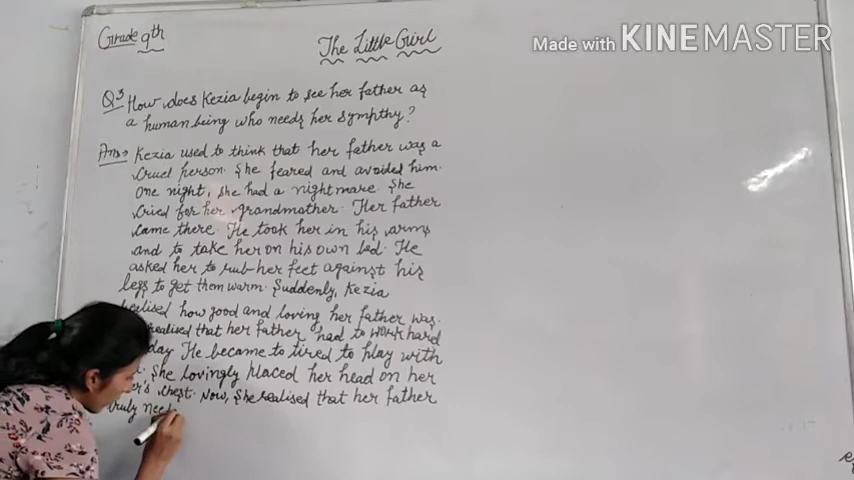 Grade 9th
The Little Girl
Made with KINEMASTER
Q3 How does Kezia begin to see her father as
a human being who needs her sympthy?
Ans→ Kezia used to think that her father was a
cruel person. She feared and avoided him.
One night, she had a nightmare. She
cried for her grandmother. Her father
came there. He took her in his arms
and to take her on his own bed. He
asked her to rub her feet against his
legs to get them warm. Suddenly, Kezia
realised how good and loving her father was.
realised that her father had to work hard
day He became to tired to play with
She lovingly placed her head on her
chest. Now, She realised that her father
truly